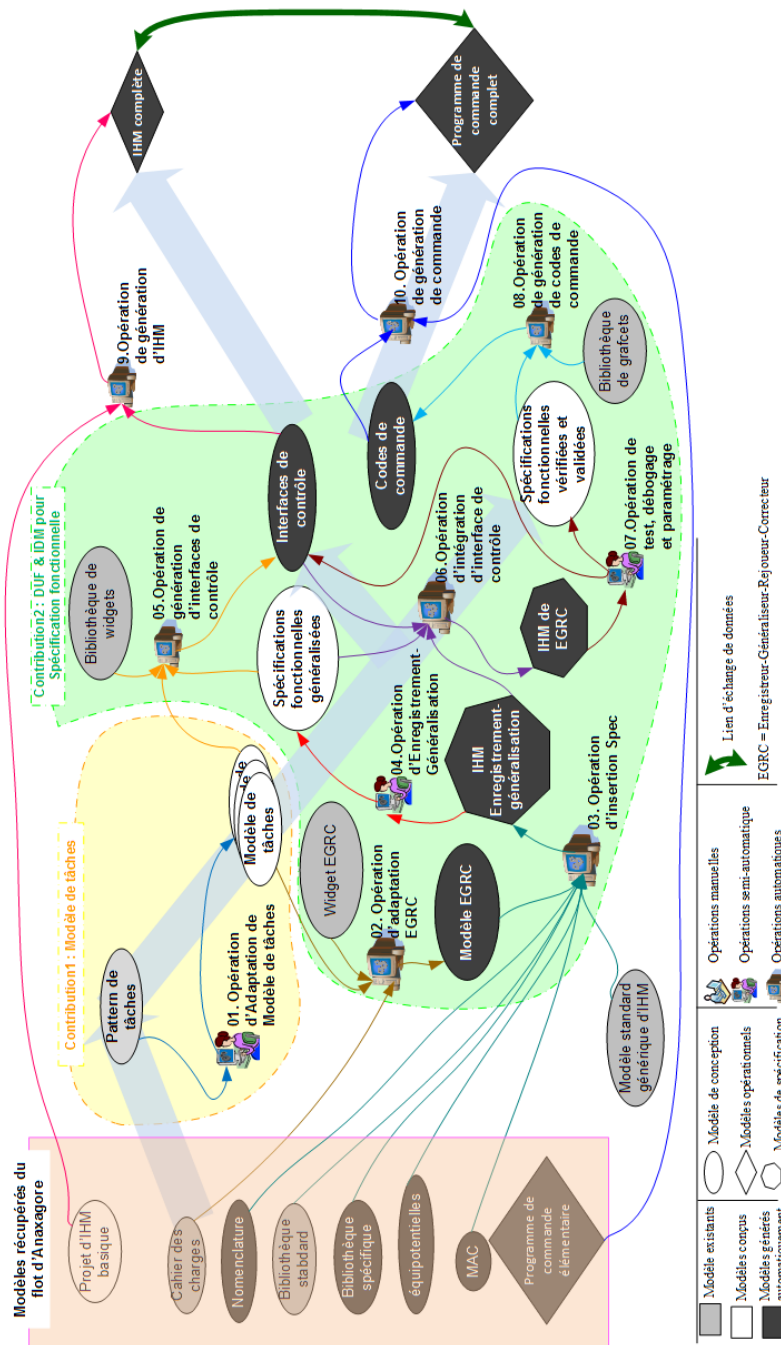 Modèles récupérés du
flot d'Anaxagore
Projet d'IHM
basique
Cahier des
charges
Nomenclature
Bibliothèque
stabdard
Bibliothèque
spécifique
équipotentielles
MAC
Programme de
commande
élémentaire
Contribution1 : Modèle de tâches
Pattern de
tâches
01. Opération
d'Adaptation de
Modèle de tâches
Modèle de
tâches
Contribution2 : DUF & IDM pour
Spécification fonctionnelle
Bibliothèque de
widgets
05.Opération de
génération
d'interfaces de
contrôle
Widget EGRC
02. Opération
d'adaptation
EGRC
Modèle EGRC
03. Opération
d'insertion Spec
Modèle standard
générique d'IHM
IHM
Enregistrement-
généralisation
04.Opération
d'Enregistrement-
Généralisation
Spécifications
fonctionnelles
généralisées
Interfaces de
contrôle
06.Opération
d'intégration
d'interface de
contrôle
IHM de
EGRC
07.Opération de
test, débogage
et paramétrage
Spécifications
fonctionnelles
vérifiées et
validées
Bibliothèque
de grafcets
08.Opération
de génération
de codes de
commande
Codes de
commande
9.Opération
de génération
d'IHM
10. Opération
de génération
de commande
IHM complète
Programme de
commande
complet
Modèle existants
Modèles conçus
Modèles générés
automatiquement
Modèle de conception
Modèles opérationnels
Modèles de spécification
Opérations manuelles
Opérations semi-automatique
Opérations automatiques
Lien d'échange de données
EGRC = Enregistreur-Généraliseur-Rejoueur-Correcteur